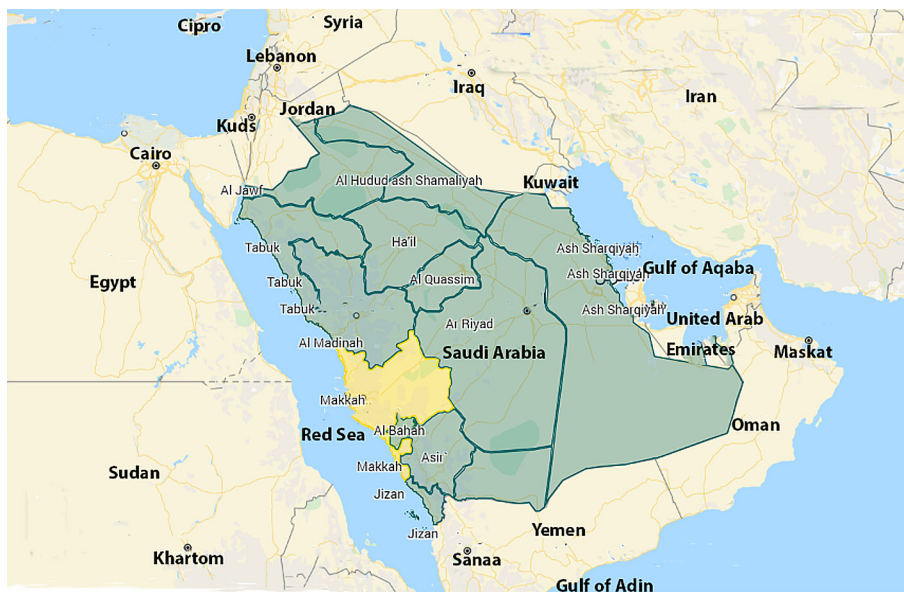 Cipro
Syria
Lebanon
Iraq
Iran
Jordan
Kuds
Cairo
Al Hudud ash Shamaliyah
Kuwait
Al Jawf
Tabuk
Ha'il
Ash Sharqiyah
Gulf of Aqaba
Ash Sharqiyah
Egypt
Tabuk
Al Quassim
Tabuk
Ash Sharqiyah
United Arab
Emirates
Ar Riyad
Al Madinah
Saudi Arabia
Maskat
Makkah
Red Sea
Al Bahah
Oman
Sudan
Makkah
Asir
Jizan
Jizan
Yemen
Khartom
Sanaa
Gulf of Adin